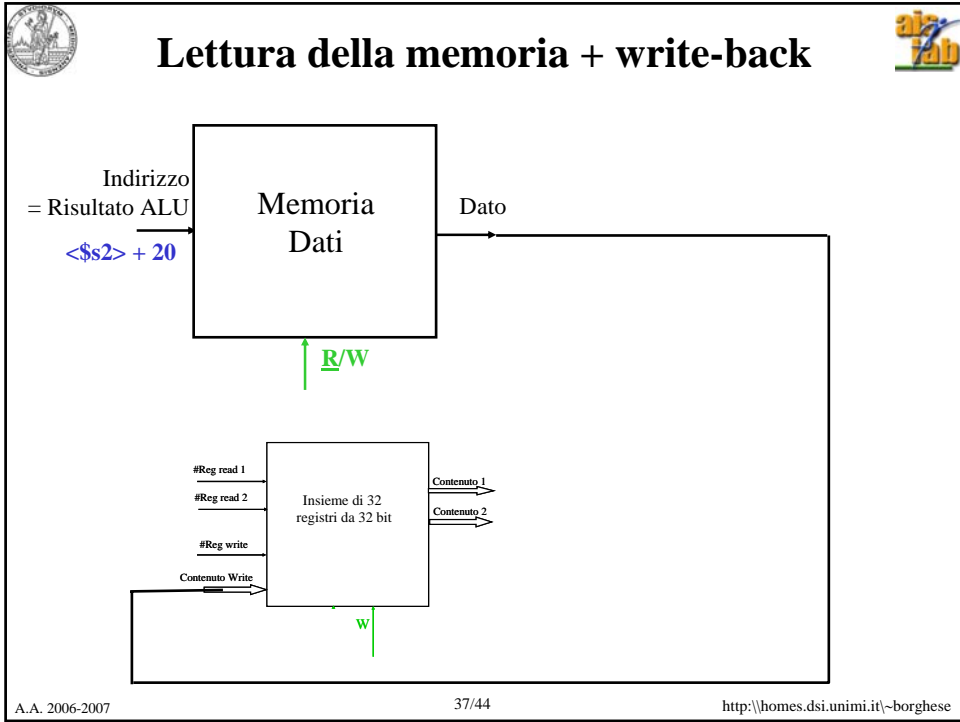 Lettura della memoria + write-back
Indirizzo
= Risultato ALU
<$s2> + 20
Memoria
Dati
Dato
R/W
#Reg read 1
#Reg read 2
#Reg write
Contenuto Write
Insieme di 32
registri da 32 bit
Contenuto 1
Contenuto 2
W
A.A. 2006-2007
37/44
http:\\homes.dsi.unimi.it\~borghese